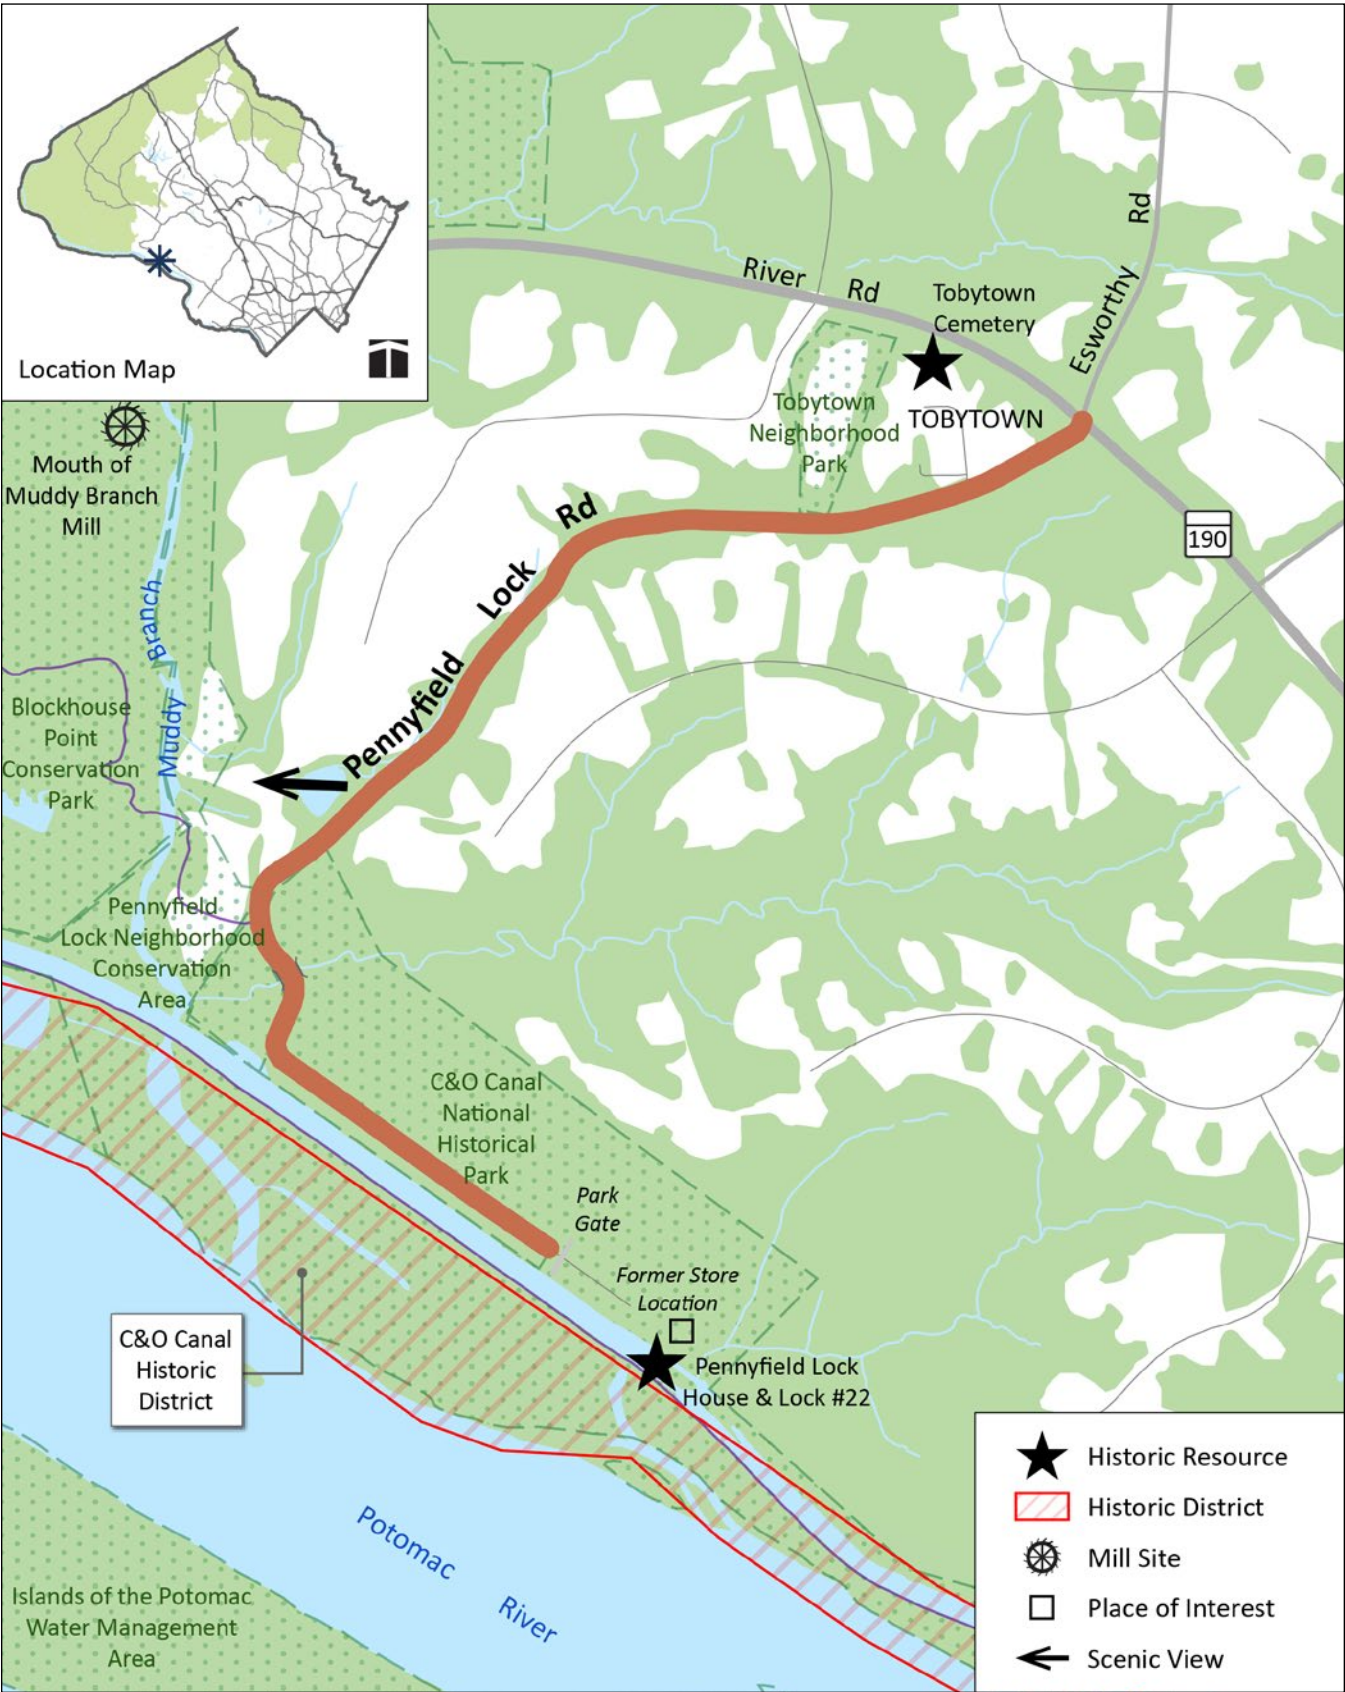 Location Map
River Rd
Tobytown
Cemetery
Esworthy Rd
TOBYTOWN
Tobytown
Neighborhood
Park
190
Mouth of
Muddy Branch
Mill
Muddy Branch
Pennyfield Lock Rd
Blockhouse
Point
Conservation
Park
Pennyfield
Lock Neighborhood
Conservation
Area
C&O Canal
National
Historical
Park
Park
Gate
Former Store
Location
Pennyfield Lock
House & Lock #22
C&O Canal
Historic
District
Potomac River
Islands of the Potomac
Water Management
Area
Historic Resource
Historic District
Mill Site
Place of Interest
Scenic View